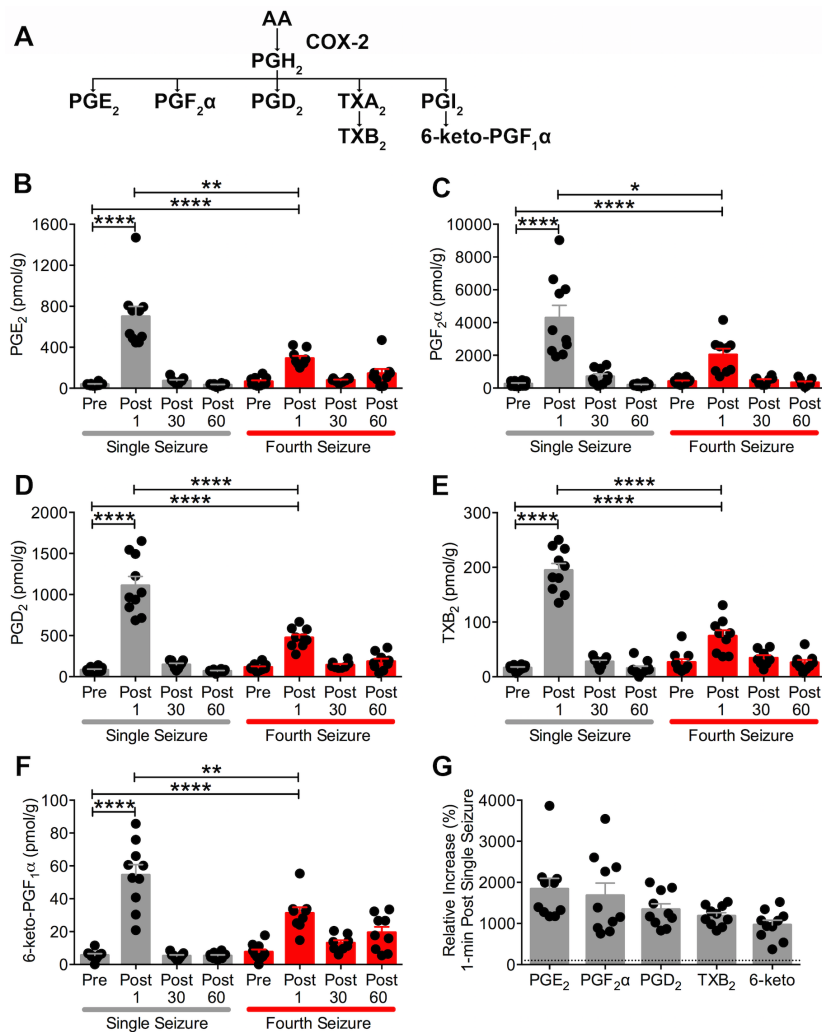 A
AA
COX-2
PGH₂
PGE₂ PGF₂α PGD₂ TXA₂ PGI₂
TXB₂ 6-keto-PGF₁α
B
**
****
****
PGE₂ (pmol/g)
1600
1200
800
400
0
Pre Post Post Post Pre Post Post Post
1 30 60 1 30 60
Single Seizure Fourth Seizure
C
*
****
****
PGF₂α (pmol/g)
10000
8000
6000
4000
2000
0
Pre Post Post Post Pre Post Post Post
1 30 60 1 30 60
Single Seizure Fourth Seizure
D
****
****
****
PGD₂ (pmol/g)
2000
1500
1000
500
0
Pre Post Post Post Pre Post Post Post
1 30 60 1 30 60
Single Seizure Fourth Seizure
E
****
****
****
TXB₂ (pmol/g)
300
200
100
0
Pre Post Post Post Pre Post Post Post
1 30 60 1 30 60
Single Seizure Fourth Seizure
F
**
****
****
6-keto-PGF₁α (pmol/g)
100
80
60
40
20
0
Pre Post Post Post Pre Post Post Post
1 30 60 1 30 60
Single Seizure Fourth Seizure
G
Relative Increase (%)
1-min Post Single Seizure
4000
3000
2000
1000
0
PGE₂ PGF₂α PGD₂ TXB₂ 6-keto